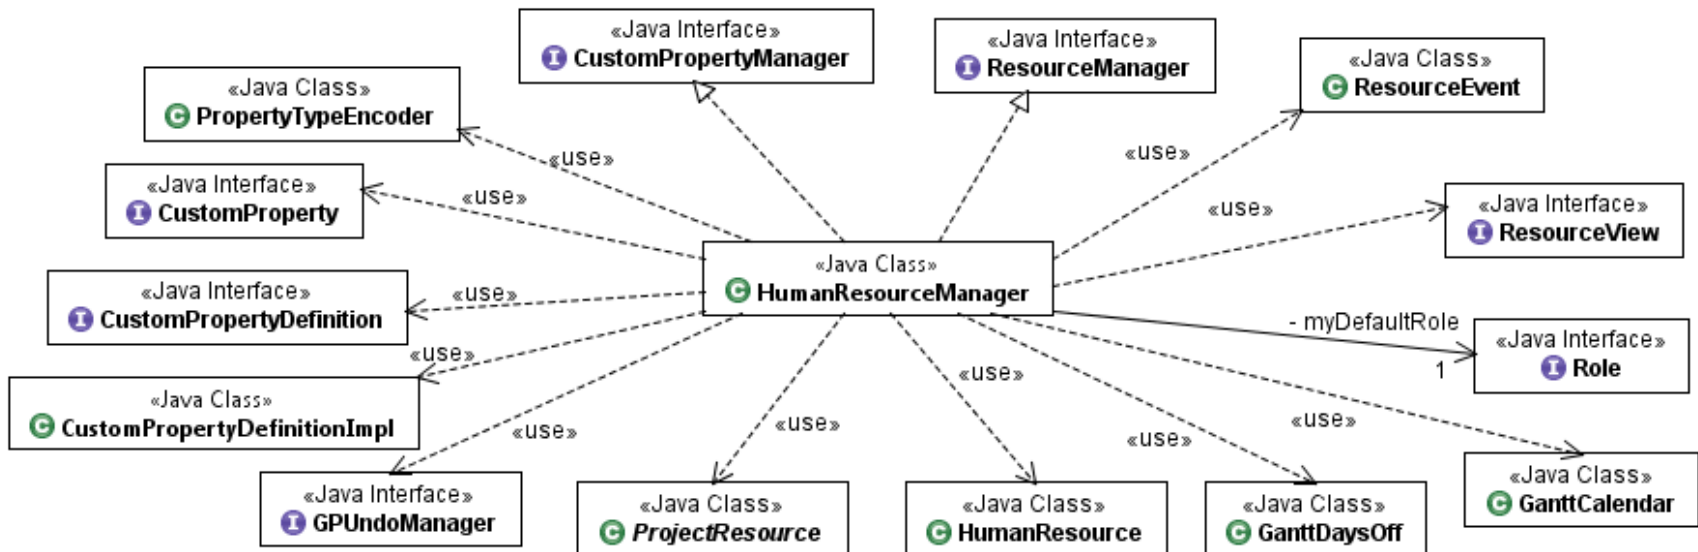 «Java Interface»
I CustomPropertyManager
«Java Interface»
I ResourceManager
«Java Class»
C ResourceEvent
«Java Class»
C PropertyTypeEncoder
«use»
«use»
«Java Interface»
I CustomProperty
«use»
«use»
«Java Interface»
I ResourceView
«Java Class»
C HumanResourceManager
«Java Interface»
I CustomPropertyDefinition
«use»
- myDefaultRole
1
«Java Interface»
I Role
«use»
«Java Class»
C CustomPropertyDefinitionImpl
«use»
«use»
«use»
«use»
«use»
«Java Interface»
I GPUndoManager
«Java Class»
C ProjectResource
«Java Class»
C HumanResource
«Java Class»
C GanttDaysOff
«Java Class»
C GanttCalendar